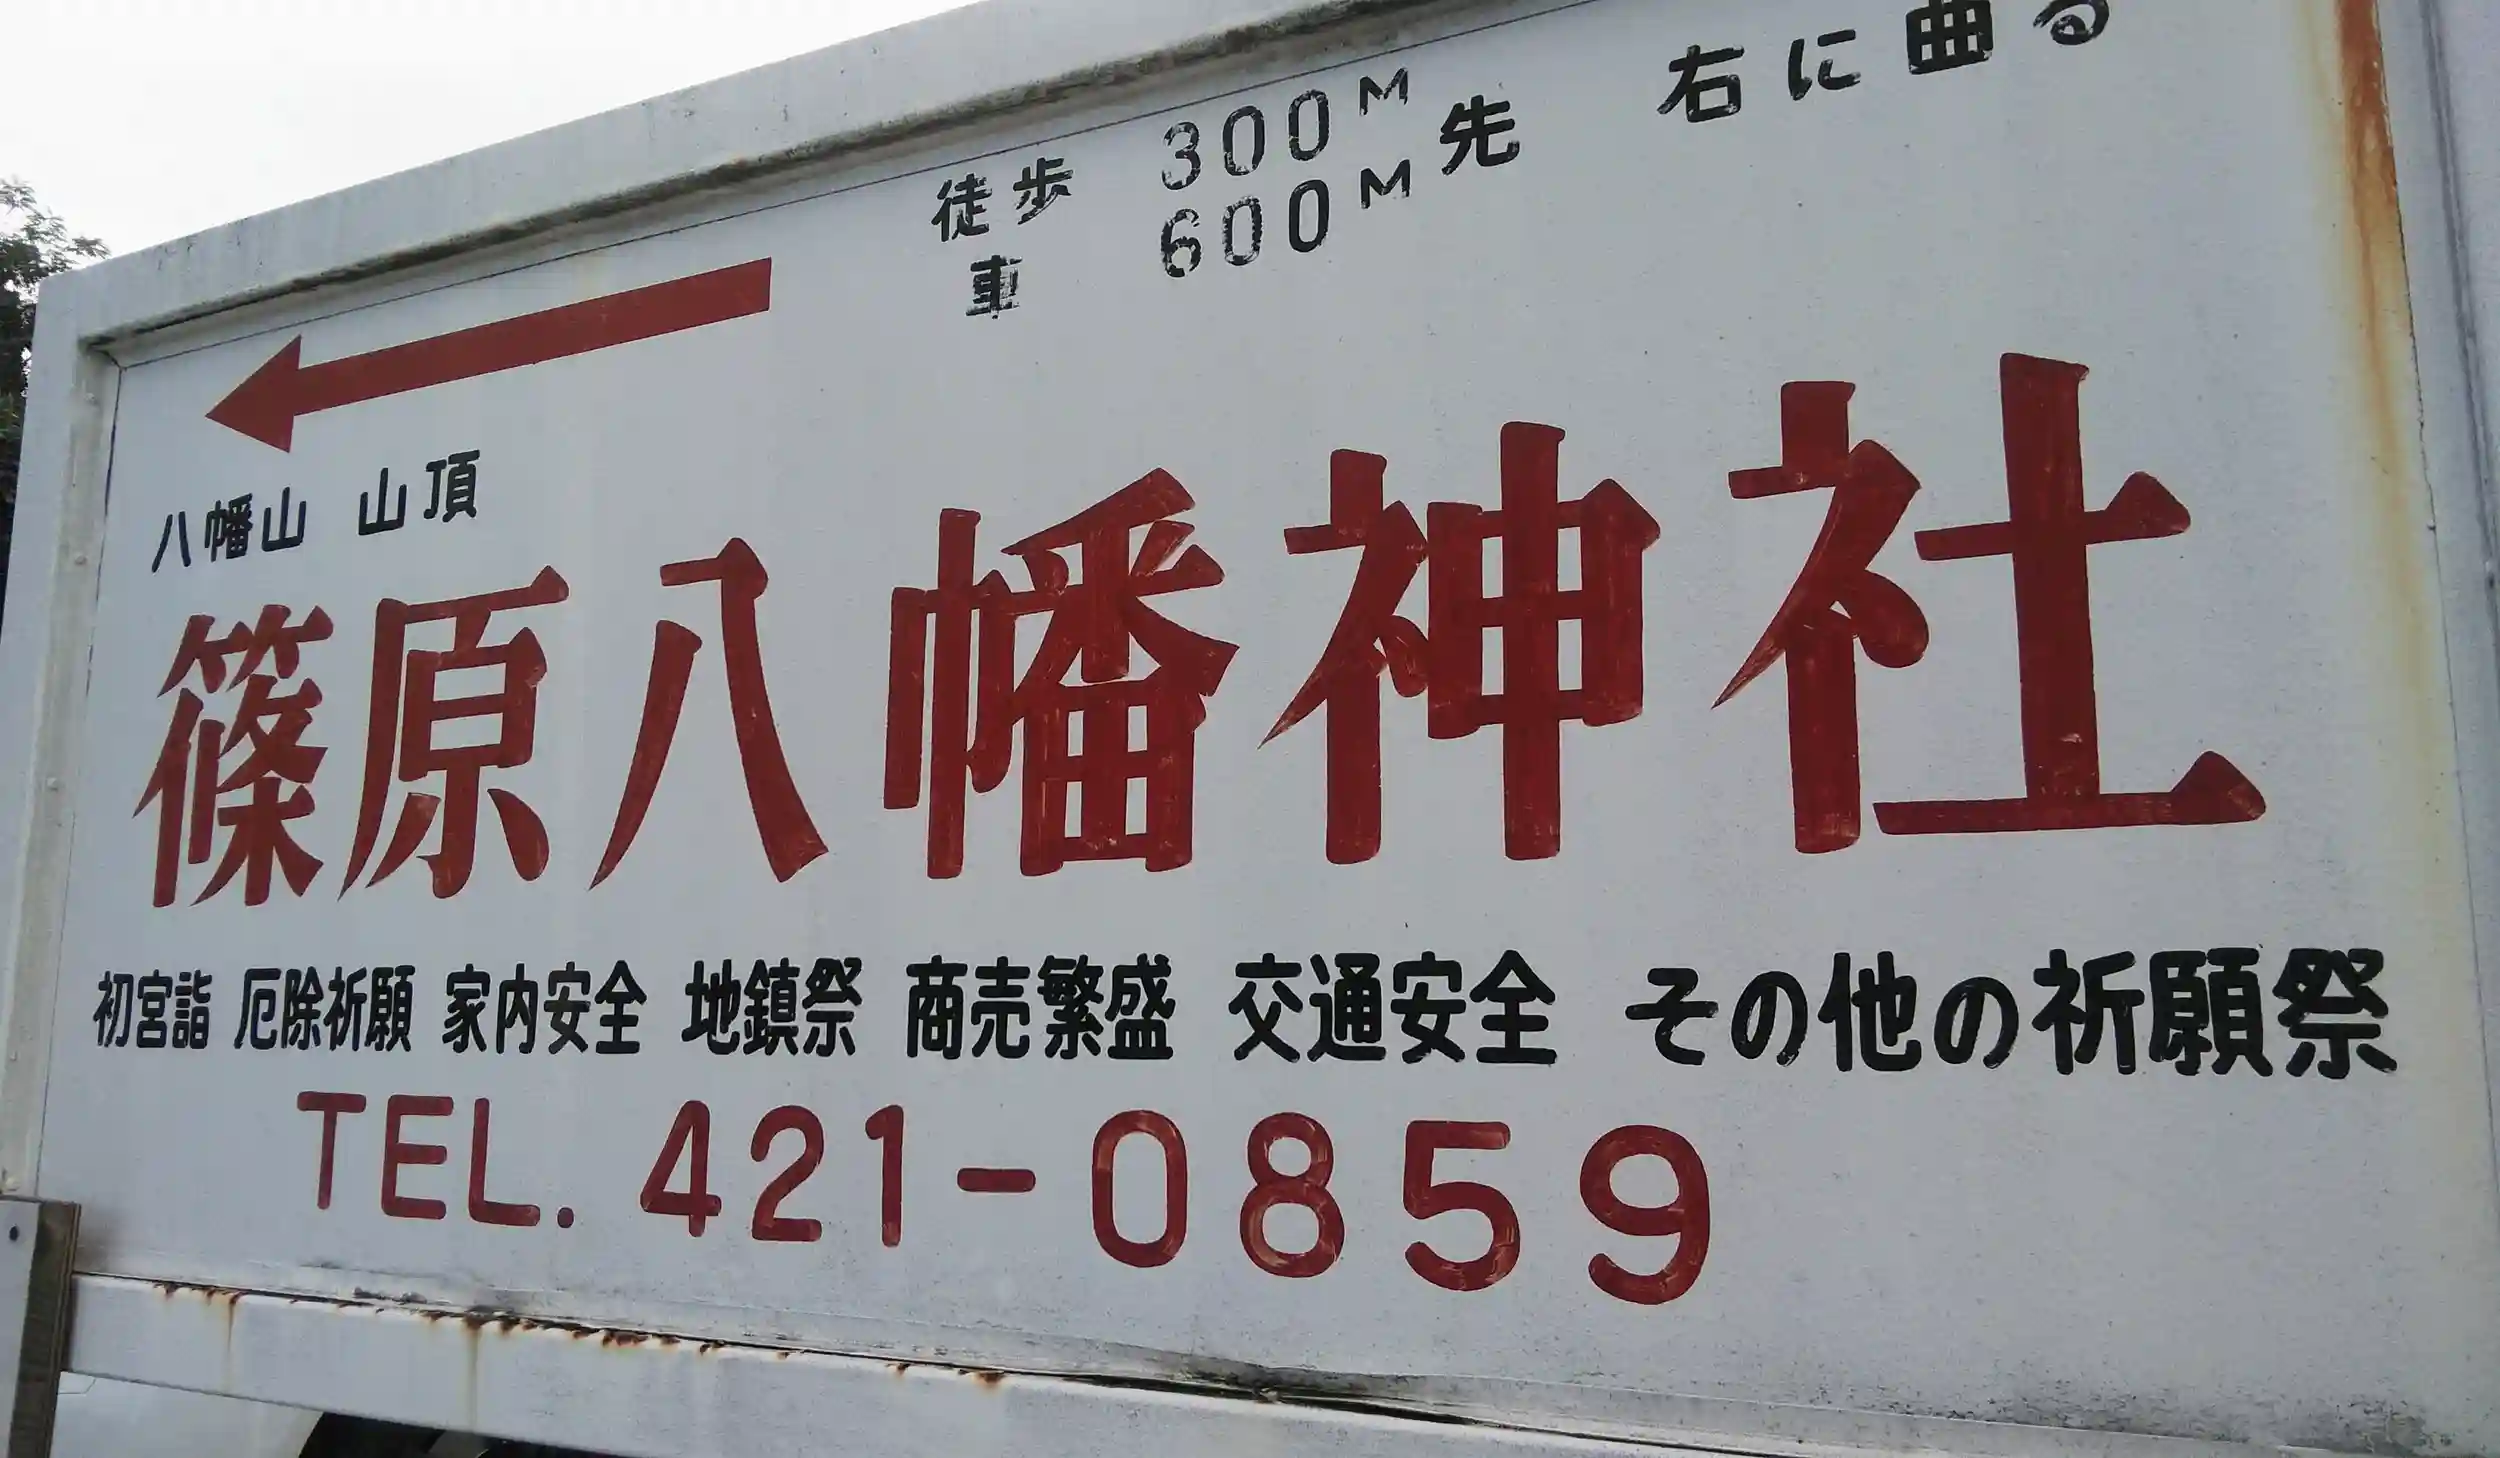 徒歩 300M先 右に曲る
車 600M
八幡山 山頂
篠原八幡神社
初宮詣 厄除祈願 家内安全 地鎮祭 商売繁盛 交通安全 その他の祈願祭
TEL. 421-0859